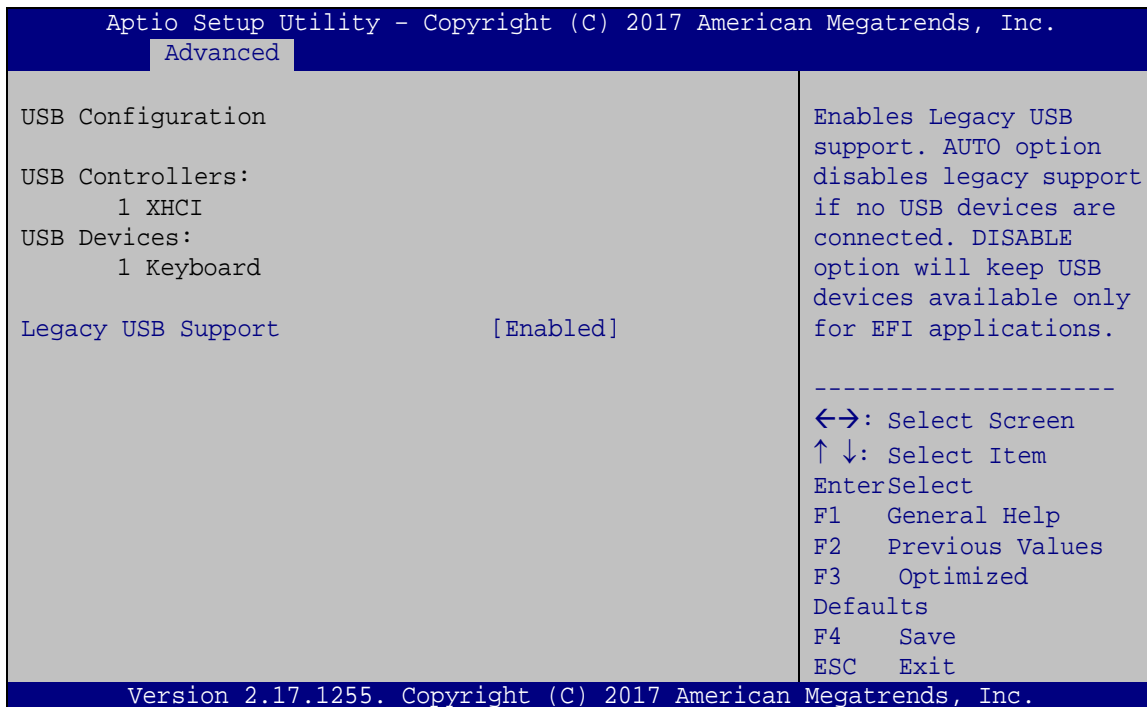 Aptio Setup Utility – Copyright (C) 2017 American Megatrends, Inc.
Advanced
USB Configuration
USB Controllers:
1 XHCI
USB Devices:
1 Keyboard
Legacy USB Support [Enabled]
Enables Legacy USB
support. AUTO option
disables legacy support
if no USB devices are
connected. DISABLE
option will keep USB
devices available only
for EFI applications.
---------------------
←→: Select Screen
↑ ↓: Select Item
EnterSelect
F1 General Help
F2 Previous Values
F3 Optimized
Defaults
F4 Save
ESC Exit
Version 2.17.1255. Copyright (C) 2017 American Megatrends, Inc.